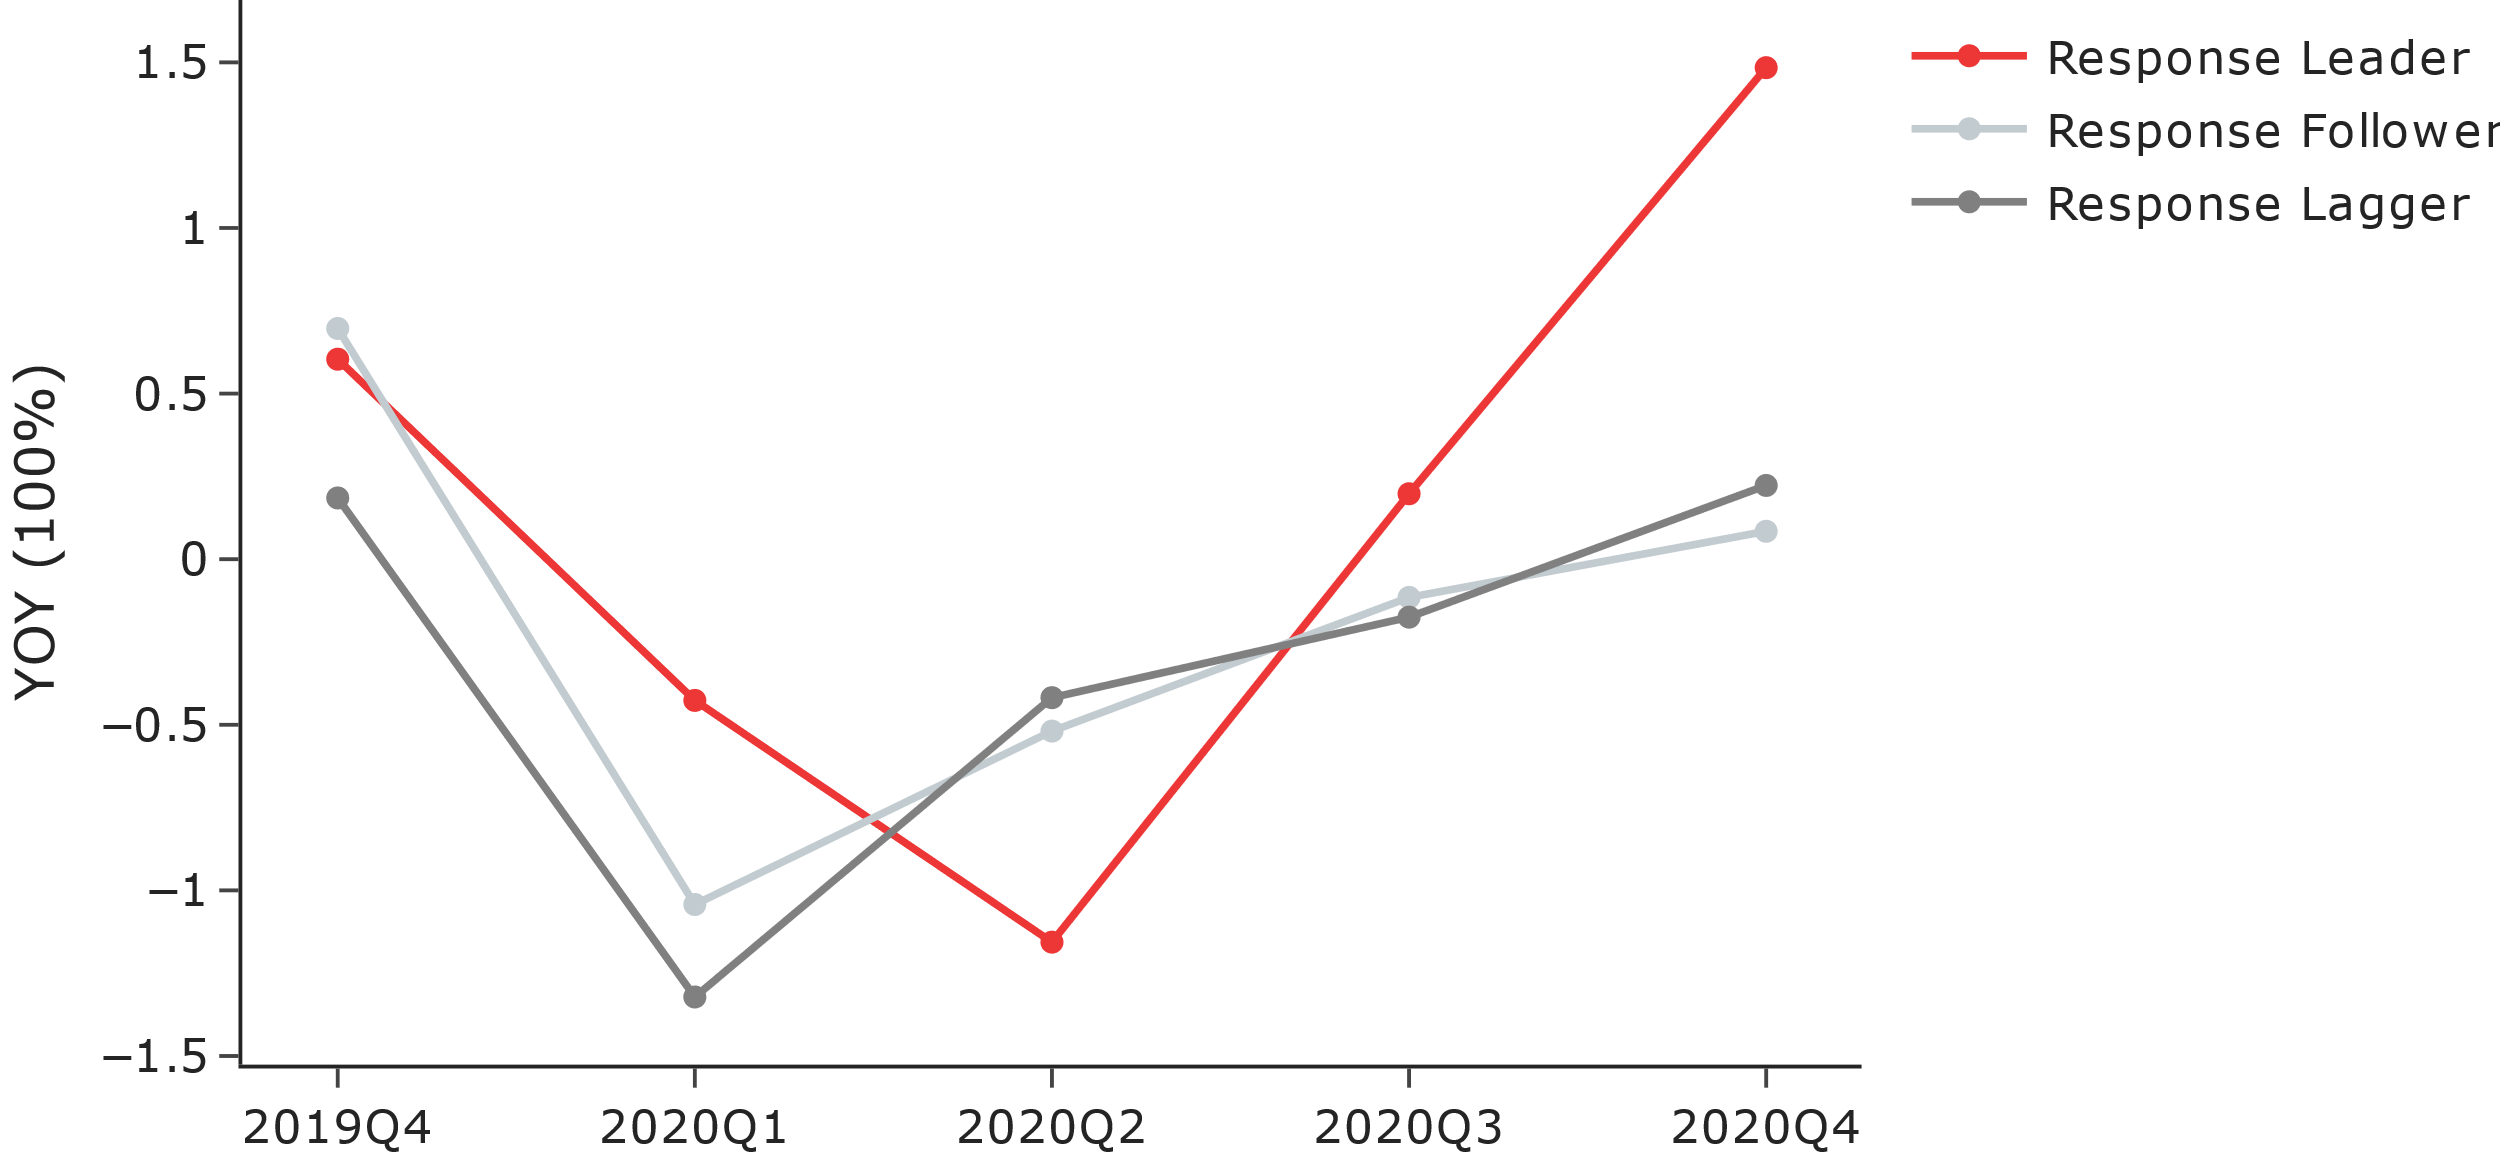 YOY (100%)
1.5
1
0.5
0
−0.5
−1
−1.5
2019Q4 2020Q1 2020Q2 2020Q3 2020Q4
Response Leader
Response Follower
Response Lagger